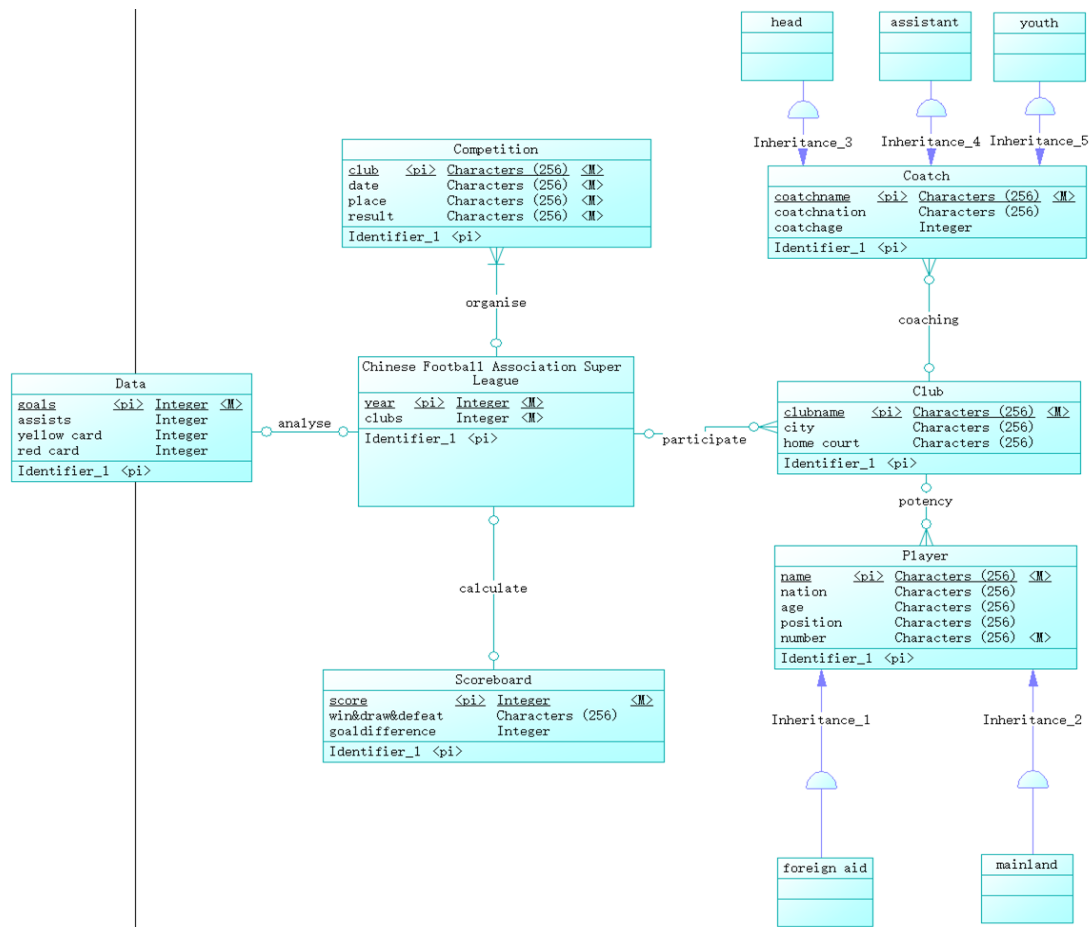 head
assistant
youth
Inheritance_3
Inheritance_4
Inheritance_5
Competition
club <pi> Characters (256) <M>
date Characters (256) <M>
place Characters (256) <M>
result Characters (256) <M>
Identifier_1 <pi>
Coatch
coatchname <pi> Characters (256) <M>
coatchnation Characters (256)
coatchage Integer
Identifier_1 <pi>
organise
coaching
Chinese Football Association Super
League
year <pi> Integer <M>
clubs Integer <M>
Identifier_1 <pi>
Data
goals <pi> Integer <M>
assists Integer
yellow card Integer
red card Integer
Identifier_1 <pi>
analyse
participate
Club
clubname <pi> Characters (256) <M>
city Characters (256)
home court Characters (256)
Identifier_1 <pi>
potency
Player
name <pi> Characters (256) <M>
nation Characters (256)
age Characters (256)
position Characters (256)
number Characters (256) <M>
Identifier_1 <pi>
calculate
Scoreboard
score <pi> Integer <M>
win&draw&defeat Characters (256)
goaldifference Integer
Identifier_1 <pi>
Inheritance_1
Inheritance_2
foreign aid
mainland